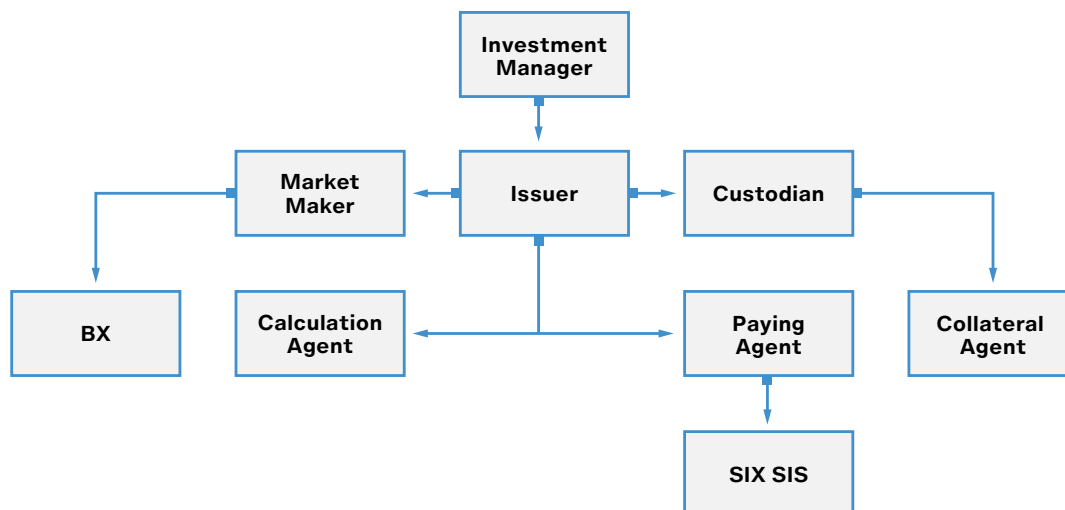 Investment
Manager
Market
Maker
Issuer
Custodian
BX
Calculation
Agent
Paying
Agent
Collateral
Agent
SIX SIS